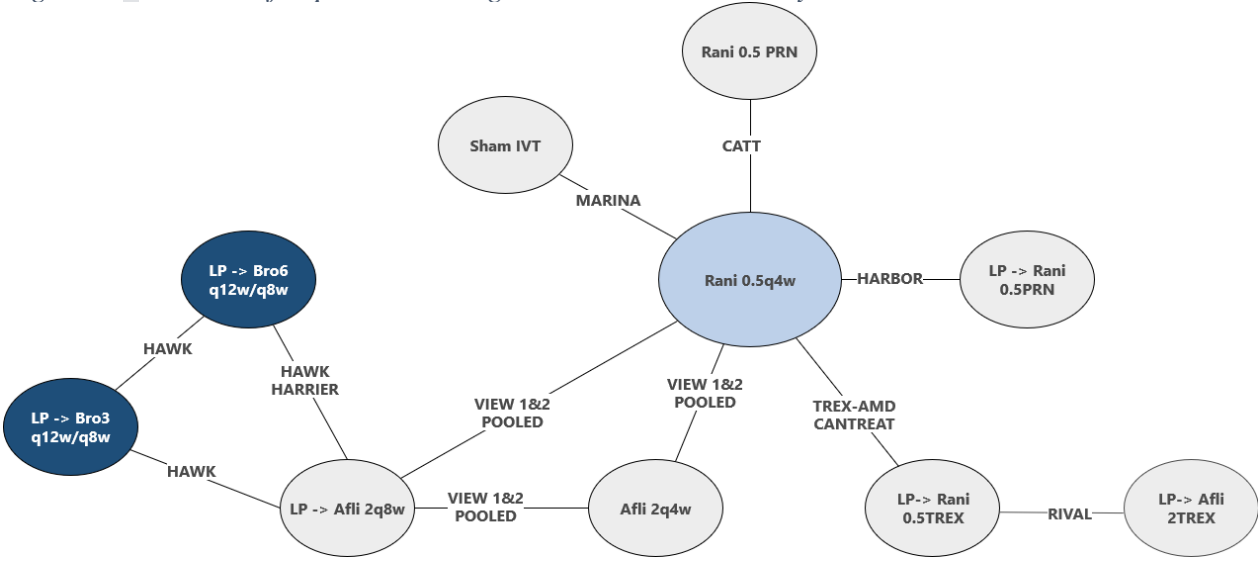 Rani 0.5 PRN
Sham IVT
CATT
MARINA
LP -> Bro6
q12w/q8w
Rani 0.5q4w
HARBOR
LP -> Rani
0.5PRN
HAWK
HAWK
HARRIER
VIEW 1&2
POOLED
VIEW 1&2
POOLED
TREX-AMD
CANTREAT
LP -> Bro3
q12w/q8w
HAWK
LP -> Afli 2q8w
VIEW 1&2
POOLED
Afli 2q4w
LP-> Rani
0.5TREX
RIVAL
LP-> Afli
2TREX